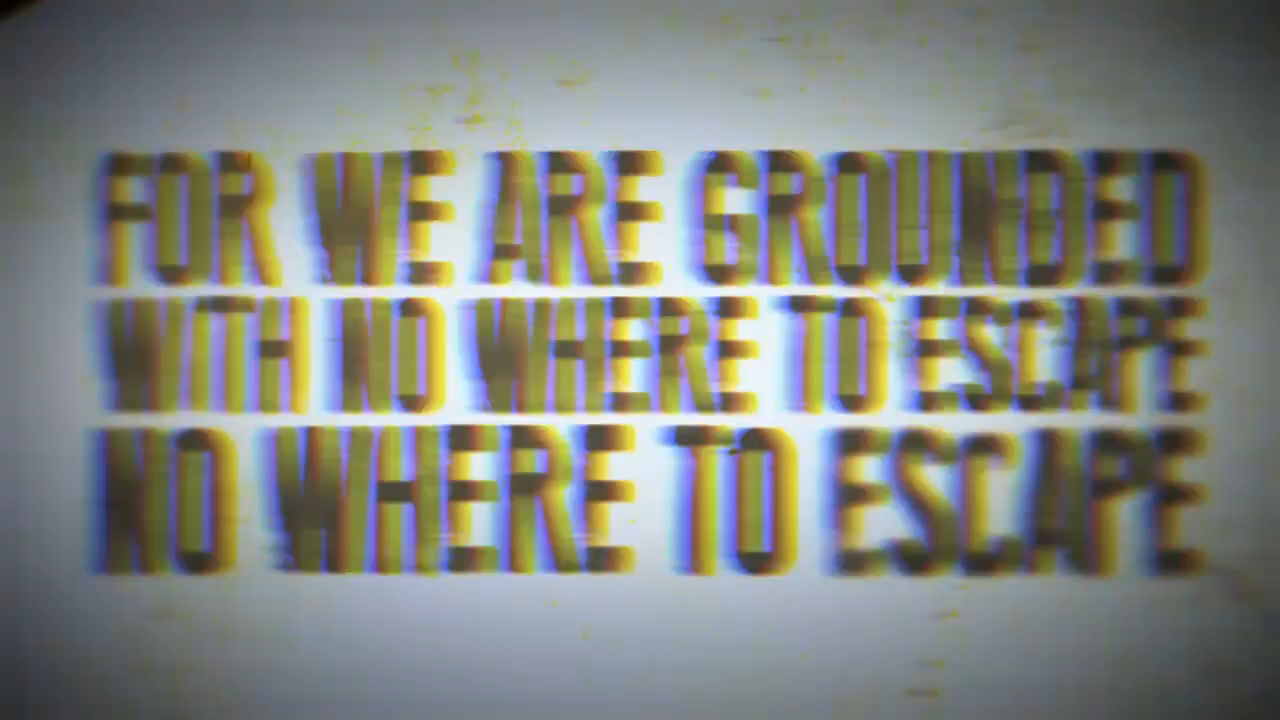 FOR WE ARE GROUNDED
WITH NO WHERE TO ESCAPE
NO WHERE TO ESCAPE